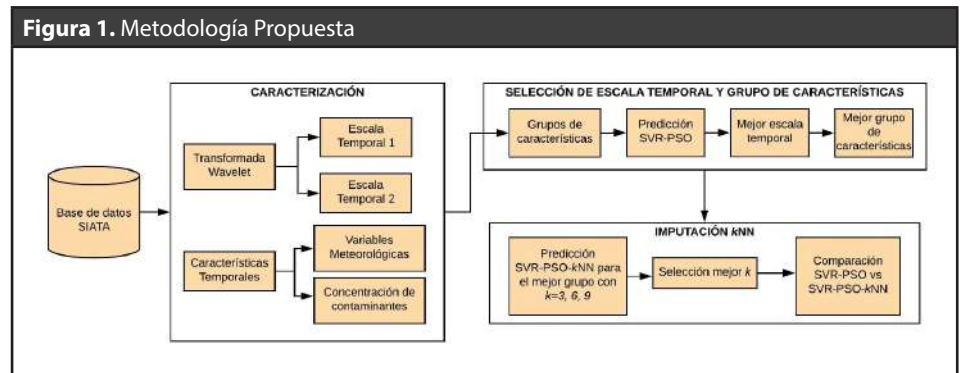 Figura 1. Metodología Propuesta
CARACTERIZACIÓN
Base de datos
SIATA
Transformada
Wavelet
Escala
Temporal 1
Escala
Temporal 2
Características
Temporales
Variables
Meteorológicas
Concentración de
contaminantes
SELECCIÓN DE ESCALA TEMPORAL Y GRUPO DE CARACTERÍSTICAS
Grupos de
características
Predicción
SVR-PSO
Mejor escala
temporal
Mejor grupo
de
características
IMPUTACIÓN kNN
Predicción
SVR-PSO-kNN para
el mejor grupo con
k=3, 6, 9
Selección mejor k
Comparación
SVR-PSO vs
SVR-PSO-kNN